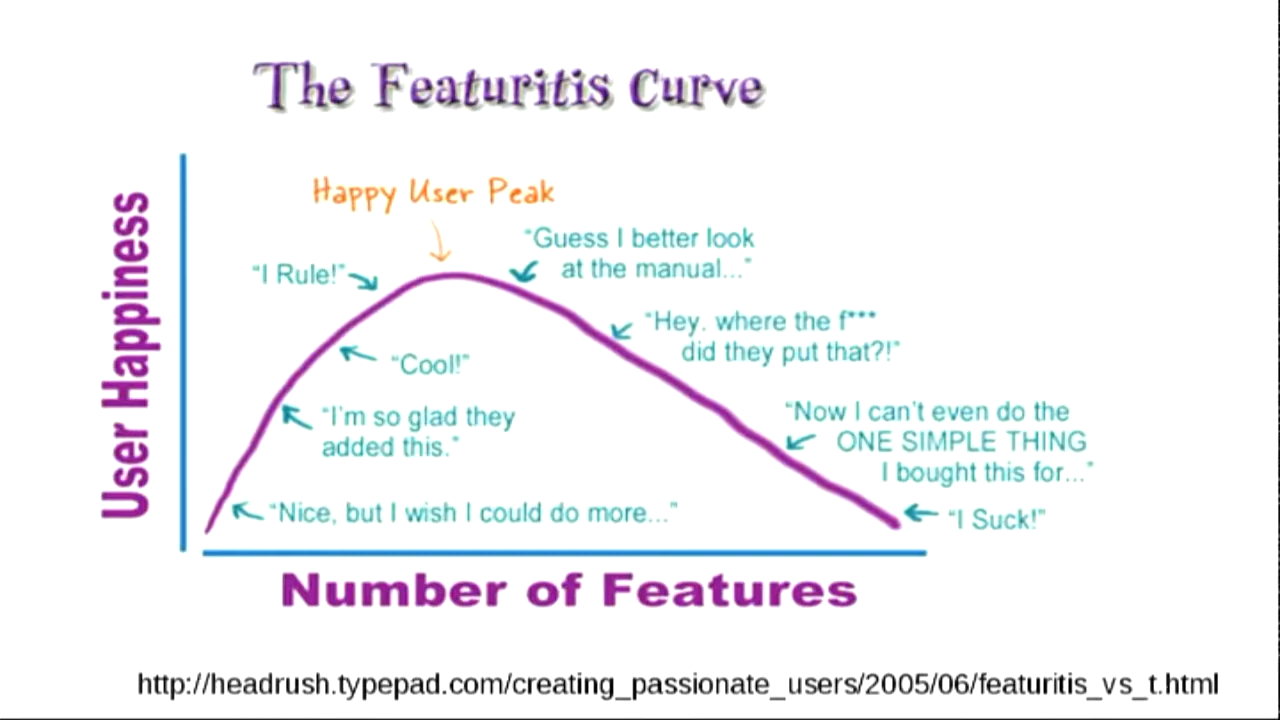 The Featuritis Curve
User Happiness
Happy User Peak
"Guess I better look
at the manual..."
"I Rule!"
"Hey, where the f***
did they put that?!"
"Cool!"
"I'm so glad they
added this."
"Now I can't even do the
ONE SIMPLE THING
I bought this for..."
"Nice, but I wish I could do more..."
"I Suck!"
Number of Features
http://headrush.typepad.com/creating_passionate_users/2005/06/featuritis_vs_t.html